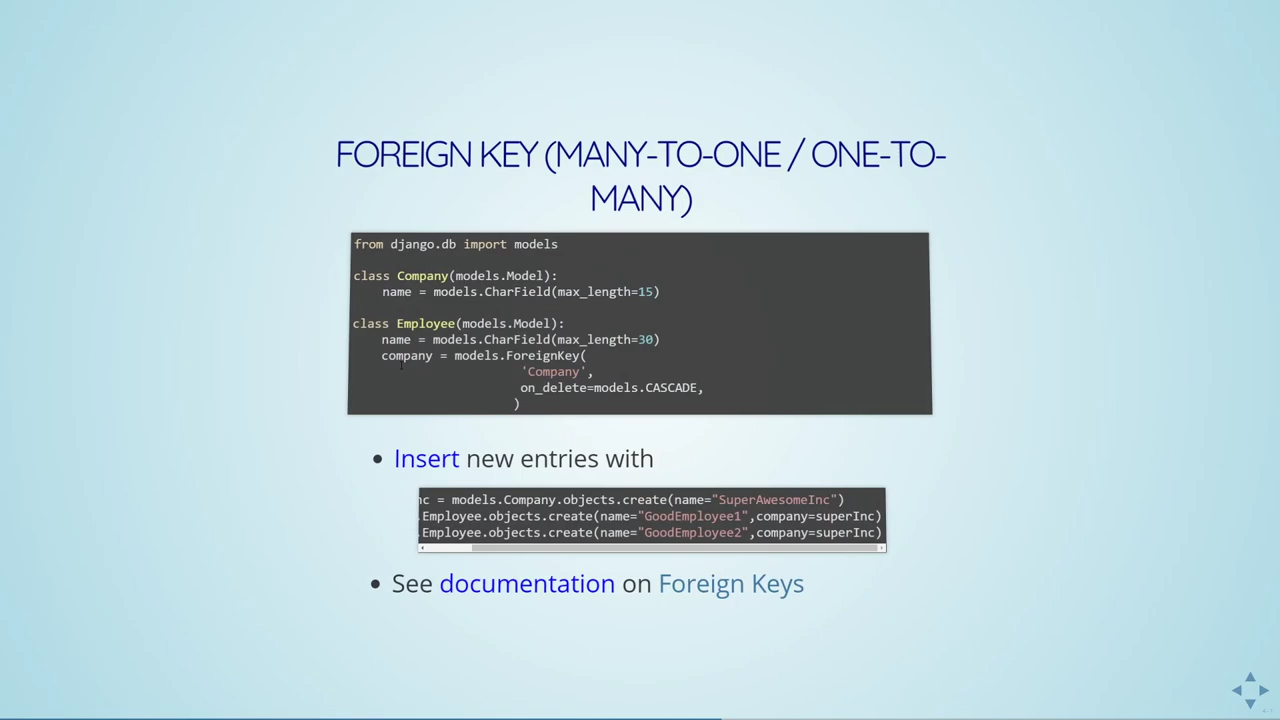 FOREIGN KEY (MANY-TO-ONE / ONE-TO-
MANY)
from django.db import models
class Company(models.Model):
    name = models.CharField(max_length=15)
class Employee(models.Model):
    name = models.CharField(max_length=30)
    company = models.ForeignKey(
                       'Company',
                       on_delete=models.CASCADE,
                      )
• Insert new entries with
nc = models.Company.objects.create(name="SuperAwesomeInc")
.Employee.objects.create(name="GoodEmployee1",company=superInc)
.Employee.objects.create(name="GoodEmployee2",company=superInc)
• See documentation on Foreign Keys